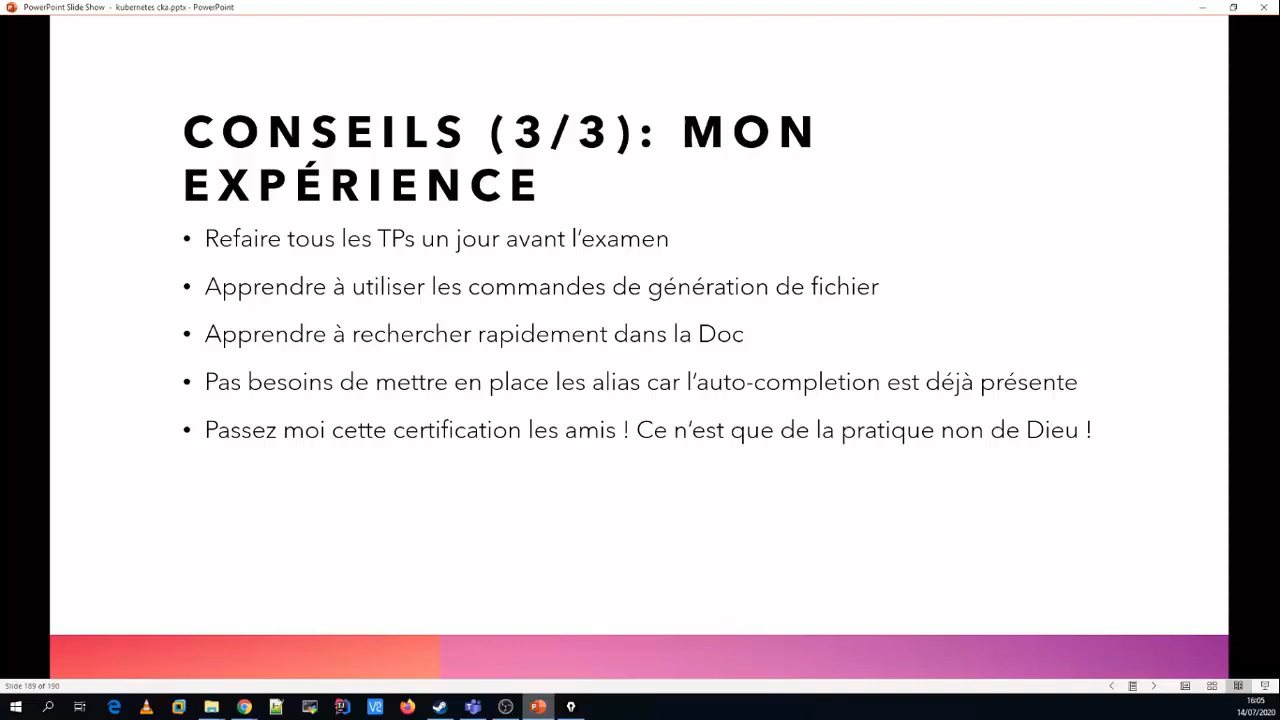 PowerPoint Slide Show - kubernetes cka.pptx - PowerPoint
CONSEILS (3/3): MON
EXPÉRIENCE
• Refaire tous les TPs un jour avant l'examen
• Apprendre à utiliser les commandes de génération de fichier
• Apprendre à rechercher rapidement dans la Doc
• Pas besoins de mettre en place les alias car l'auto-completion est déjà présente
• Passez moi cette certification les amis ! Ce n'est que de la pratique non de Dieu !
Slide 189 of 190
16:05
14/07/2020